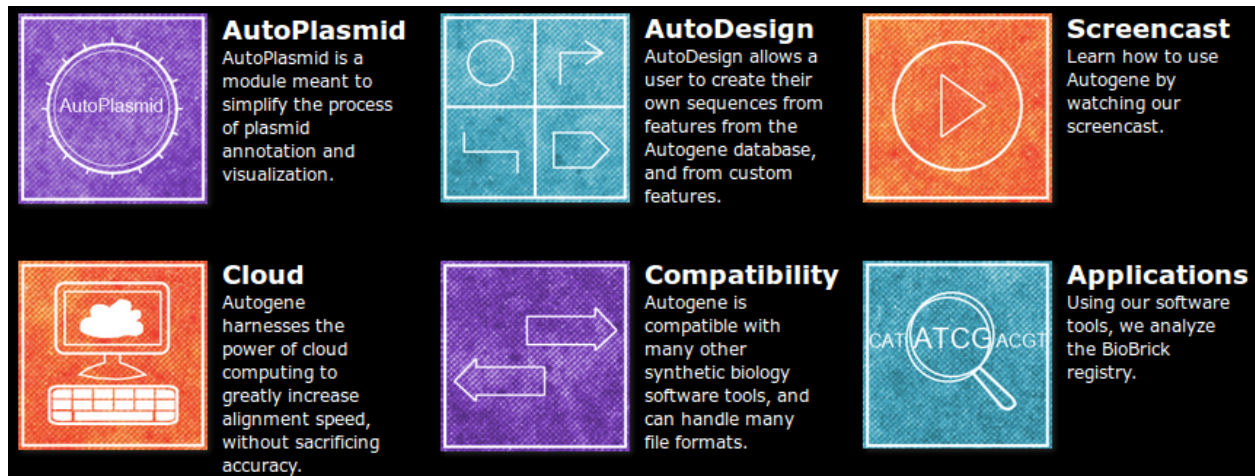 AutoPlasmid
AutoPlasmid
AutoPlasmid is a
module meant to
simplify the process
of plasmid
annotation and
visualization.
AutoDesign
AutoDesign allows a
user to create their
own sequences from
features from the
Autogene database,
and from custom
features.
Screencast
Learn how to use
Autogene by
watching our
screencast.
Cloud
Autogene
harnesses the
power of cloud
computing to
greatly increase
alignment speed,
without sacrificing
accuracy.
Compatibility
Autogene is
compatible with
many other
synthetic biology
software tools, and
can handle many
file formats.
CAT ATCG ACGT
Applications
Using our software
tools, we analyze
the BioBrick
registry.